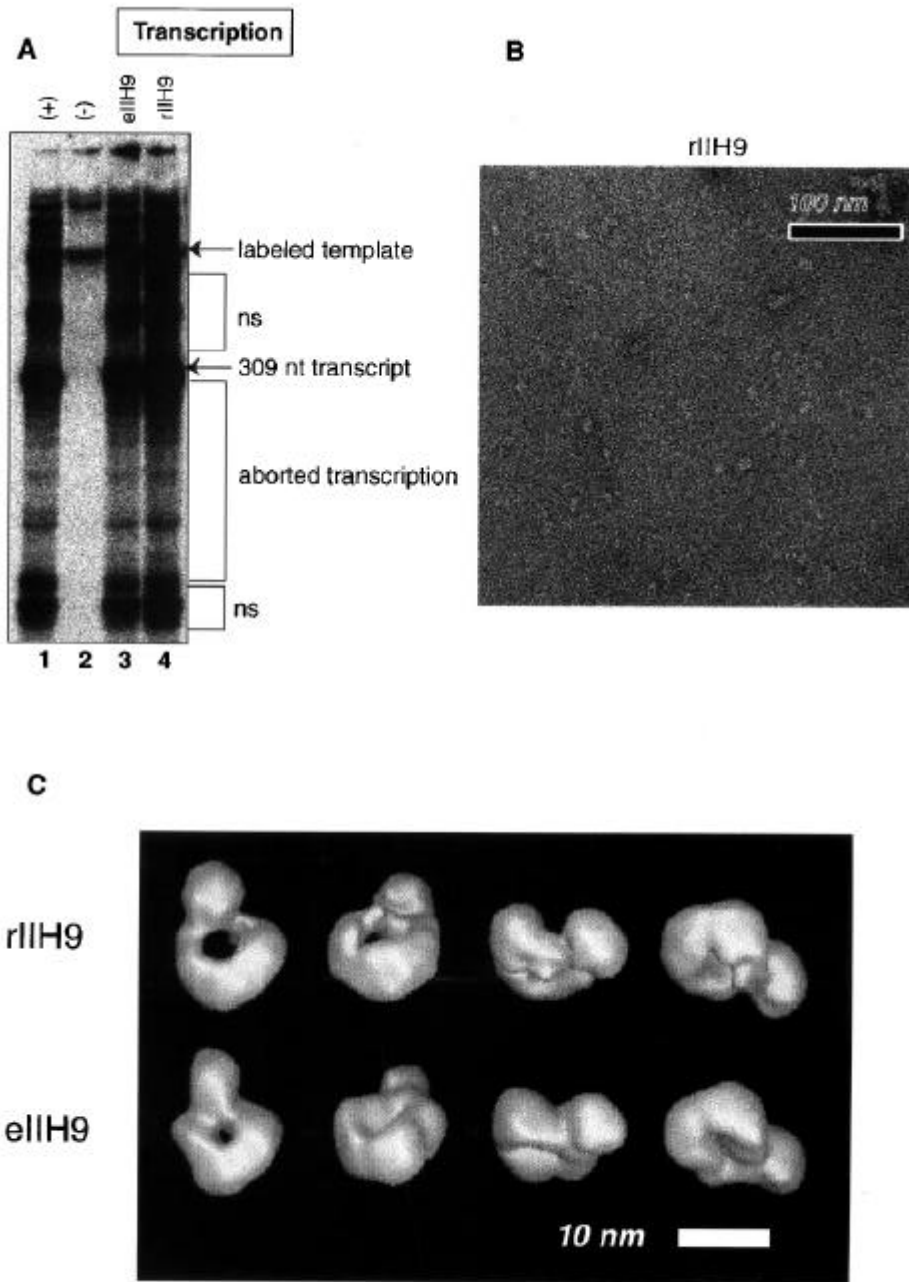 A
Transcription
(+)
(-)
eIIH9
rIIH9
labeled template
ns
309 nt transcript
aborted transcription
ns
1 2 3 4
B
rIIH9
100 nm
C
rIIH9
eIIH9
10 nm